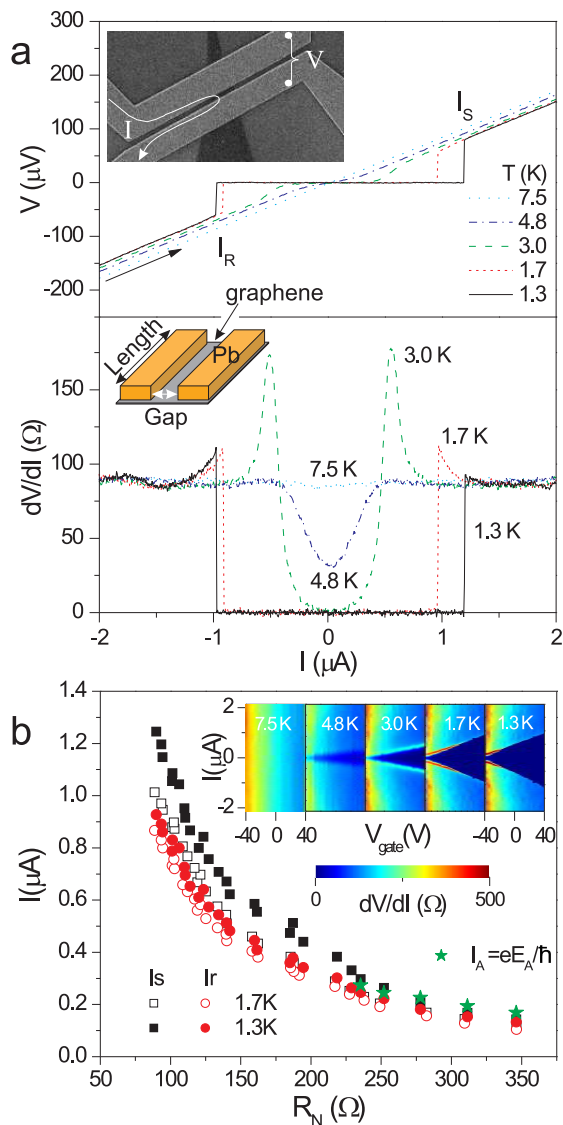 a
300
200
100
0
-100
-200
V (μV)
I
V
I_S
I_R
T (K)
7.5
4.8
3.0
1.7
1.3
graphene
Length
Pb
Gap
150
100
50
0
dV/dI (Ω)
3.0 K
1.7 K
7.5 K
4.8 K
1.3 K
-2 -1 0 1 2
I (μA)
b
1.4
1.2
1.0
0.8
0.6
0.4
0.2
0.0
I(μA)
2
0
-2
I(μA)
7.5 K 4.8 K 3.0 K 1.7 K 1.3 K
-40 0 40 V_gate(V) -40 0 40
0 500
dV/dI (Ω)
I_A =eE_A/ħ
Is Ir
1.7K
1.3K
50 100 150 200 250 300 350
R_N (Ω)